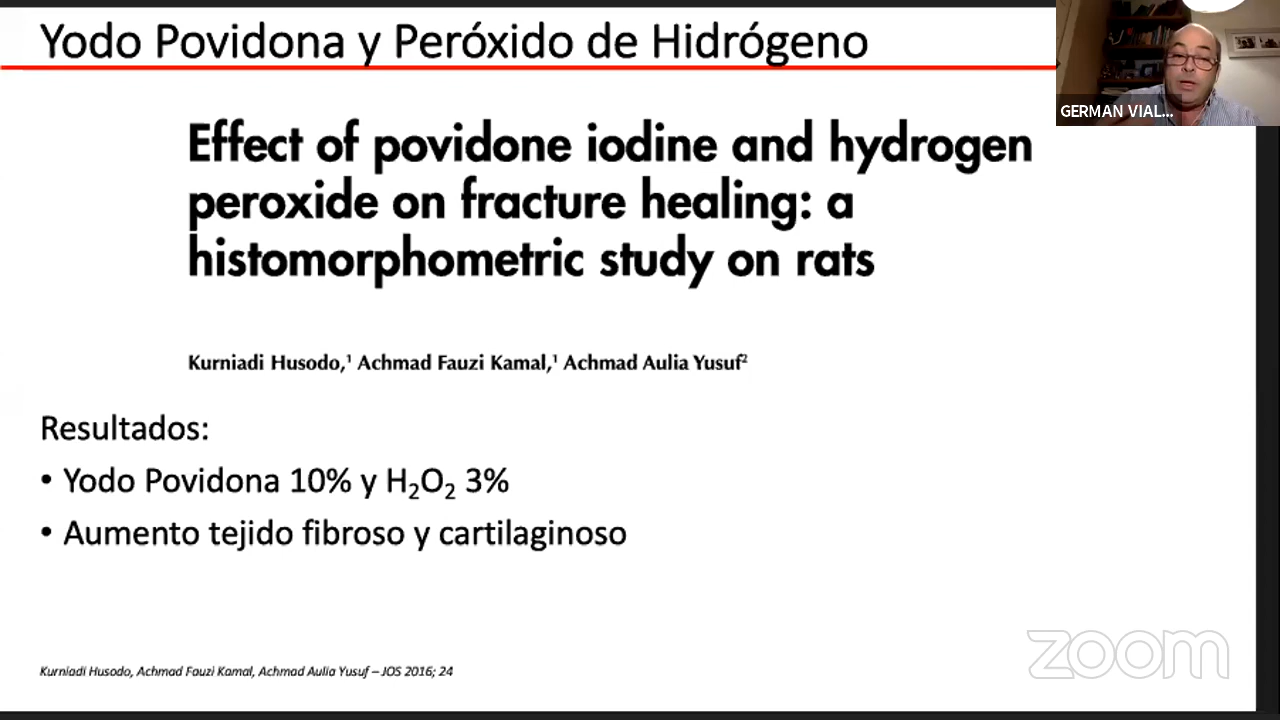 Yodo Povidona y Peróxido de Hidrógeno
GERMAN VIAL...
Effect of povidone iodine and hydrogen
peroxide on fracture healing: a
histomorphometric study on rats
Kurniadi Husodo,¹ Achmad Fauzi Kamal,¹ Achmad Aulia Yusuf²
Resultados:
• Yodo Povidona 10% y H₂O₂ 3%
• Aumento tejido fibroso y cartilaginoso
Kurniadi Husodo, Achmad Fauzi Kamal, Achmad Aulia Yusuf – JOS 2016; 24
zoom